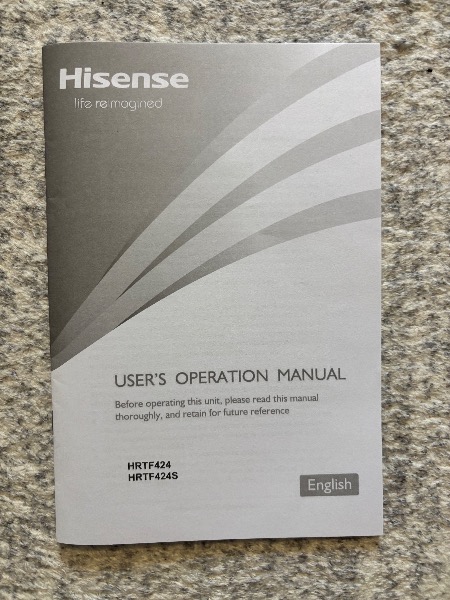 Hisense
life reimagined
USER'S OPERATION MANUAL
Before operating this unit, please read this manual
thoroughly, and retain for future reference
HRTF424
HRTF424S
English